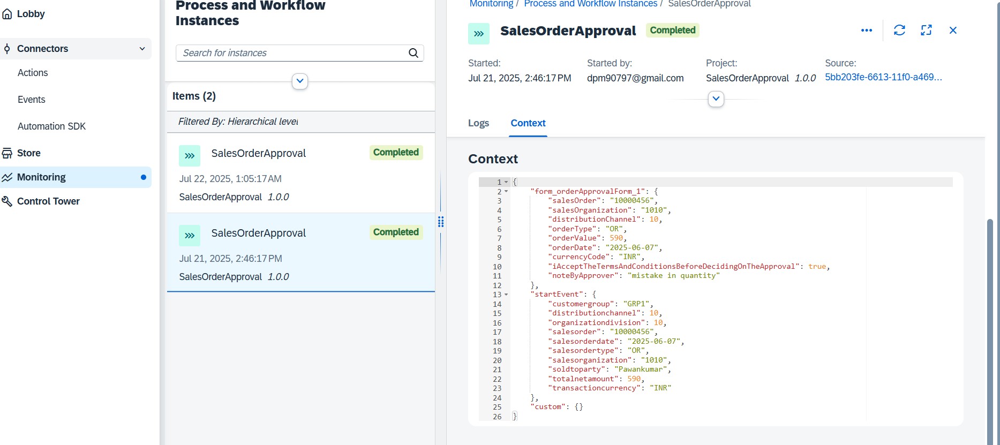 Lobby
Connectors
Actions
Events
Automation SDK
Store
Monitoring
Control Tower
Process and Workflow
Instances
Search for instances
Items (2)
Filtered By: Hierarchical level
SalesOrderApproval
Completed
Jul 22, 2025, 1:05:17 AM
SalesOrderApproval 1.0.0
SalesOrderApproval
Completed
Jul 21, 2025, 2:46:17 PM
SalesOrderApproval 1.0.0
Monitoring / Process and Workflow Instances / SalesOrderApproval
SalesOrderApproval Completed
Started:
Jul 21, 2025, 2:46:17 PM
Started by:
dpm90797@gmail.com
Project:
SalesOrderApproval 1.0.0
Source:
5bb203fe-6613-11f0-a469...
Logs
Context
Context
1 {
2 "form_orderApprovalForm_1": {
3 "salesOrder": "10000456",
4 "salesOrganization": "1010",
5 "distributionChannel": 10,
6 "orderType": "OR",
7 "orderValue": 590,
8 "orderDate": "2025-06-07",
9 "currencyCode": "INR",
10 "iAcceptTheTermsAndConditionsBeforeDecidingOnTheApproval": true,
11 "noteByApprover": "mistake in quantity"
12 },
13 "startEvent": {
14 "customergroup": "GRP1",
15 "distributionchannel": 10,
16 "organizationdivision": 10,
17 "salesorder": "10000456",
18 "salesorderdate": "2025-06-07",
19 "salesordertype": "OR",
20 "salesorganization": "1010",
21 "soldtoparty": "Pawankumar",
22 "totalnetamount": 590,
23 "transactioncurrency": "INR"
24 },
25 "custom": {}
26 }